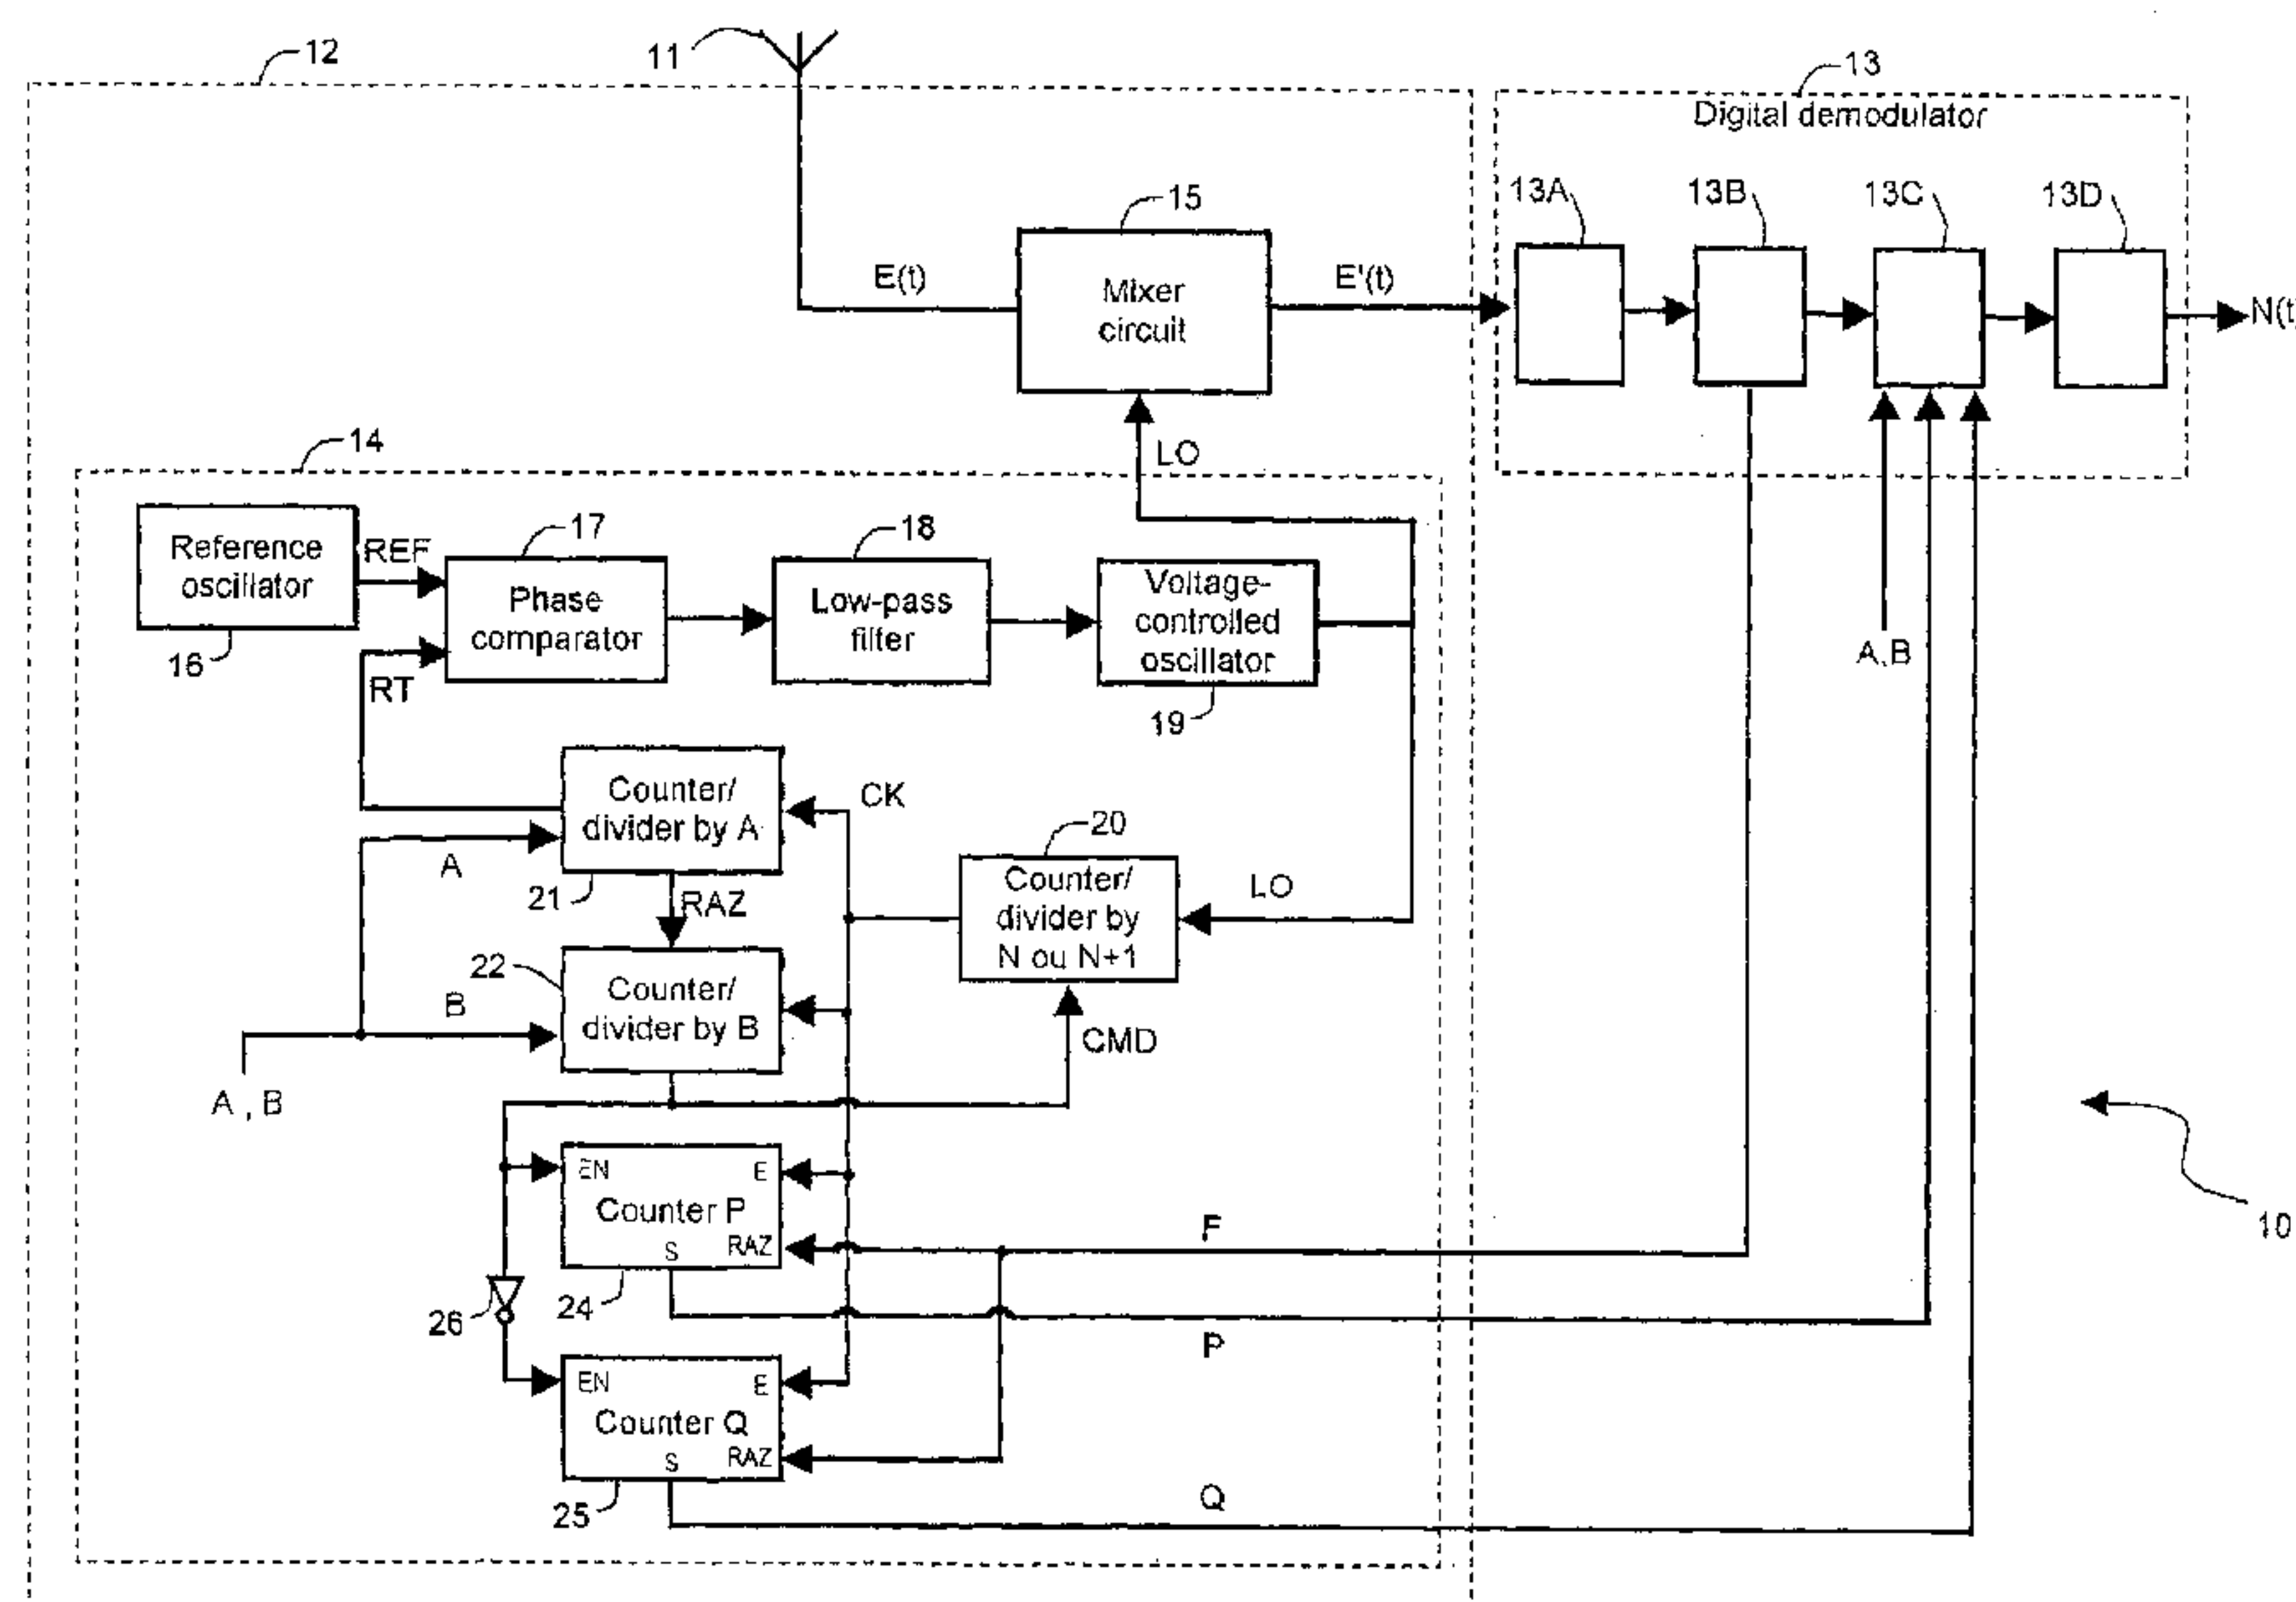 12
11
13
Digital demodulator
13A
13B
13C
13D
15
E(t)
Mixer
circuit
E'(t)
N(t
14
LO
Reference
oscillator
REF
16
17
Phase
comparator
RT
18
Low-pass
filter
Voltage-
controlled
oscillator
19
A,B
Counter/
divider by A
CK
A
21
RAZ
20
Counter/
divider by
N ou N+1
LO
22
Counter/
divider by B
B
CMD
A , B
EN
E
Counter P
S
RAZ
F
10
26
24
P
EN
E
Counter Q
S
RAZ
25
Q